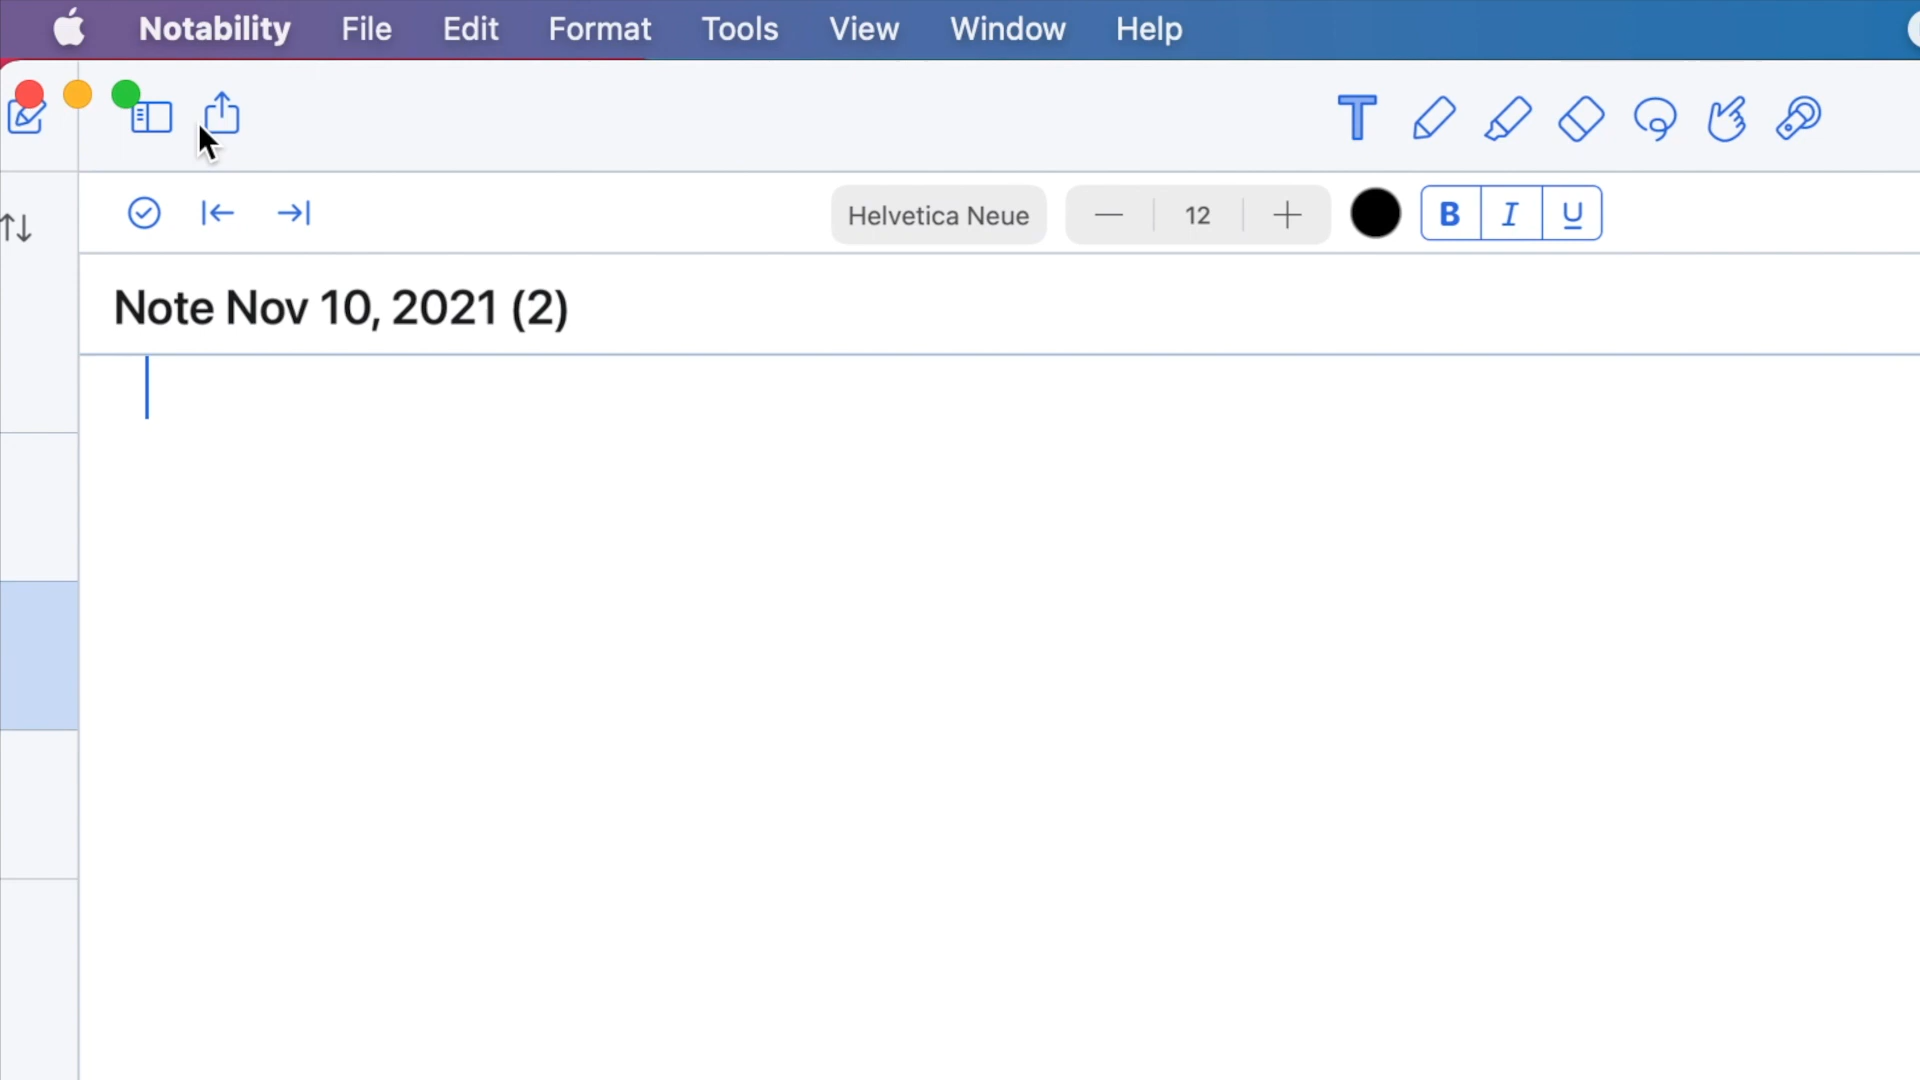 Notability File Edit Format Tools View Window Help
Helvetica Neue 12 B I U
Note Nov 10, 2021 (2)